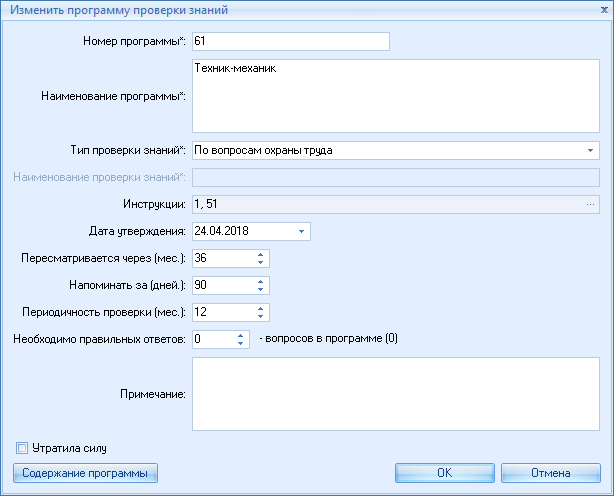 Изменить программу проверки знаний
Номер программы*: 61
Наименование программы*: Техник-механик
Тип проверки знаний*: По вопросам охраны труда
Наименование проверки знаний*:
Инструкции: 1, 51 ...
Дата утверждения: 24.04.2018
Пересматривается через (мес.): 36
Напоминать за (дней.): 90
Периодичность проверки (мес.): 12
Необходимо правильных ответов: 0 - вопросов в программе (0)
Примечание:
Утратила силу
Содержание программы OK Отмена